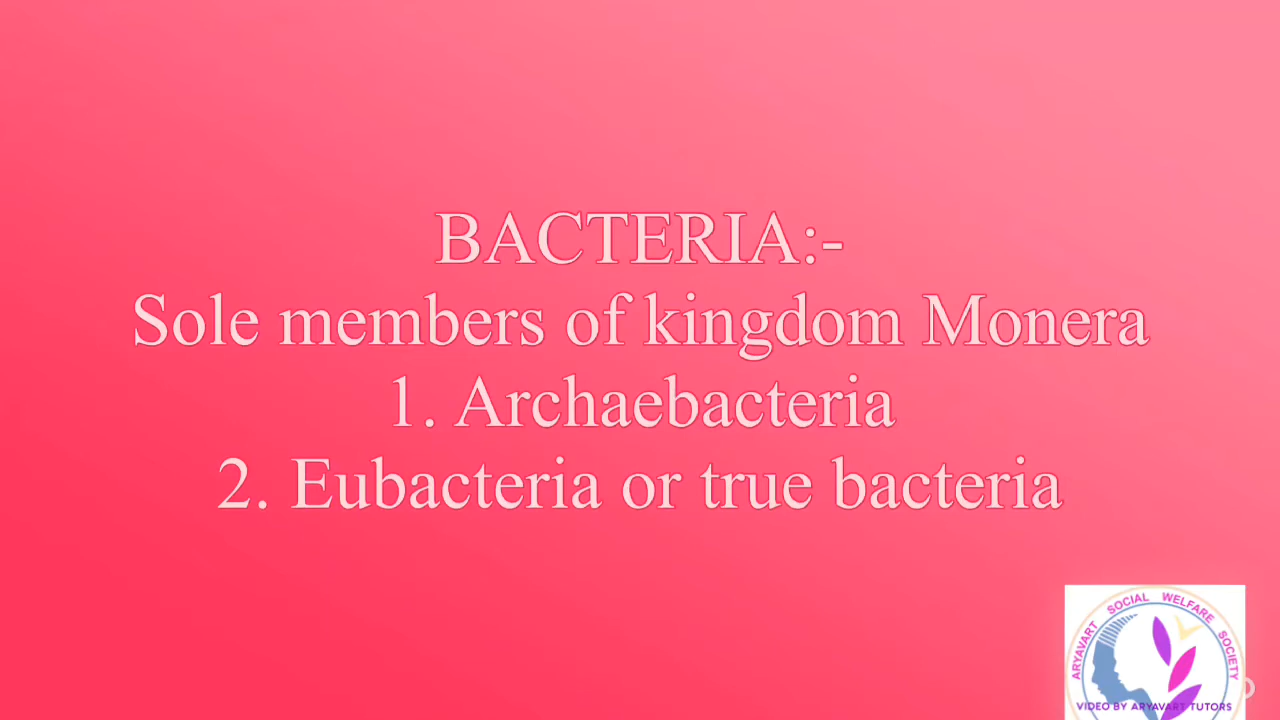 BACTERIA:-
Sole members of kingdom Monera
1. Archaebacteria
2. Eubacteria or true bacteria
ARYAVART SOCIAL WELFARE SOCIETY
VIDEO BY ARYAVART TUTORS